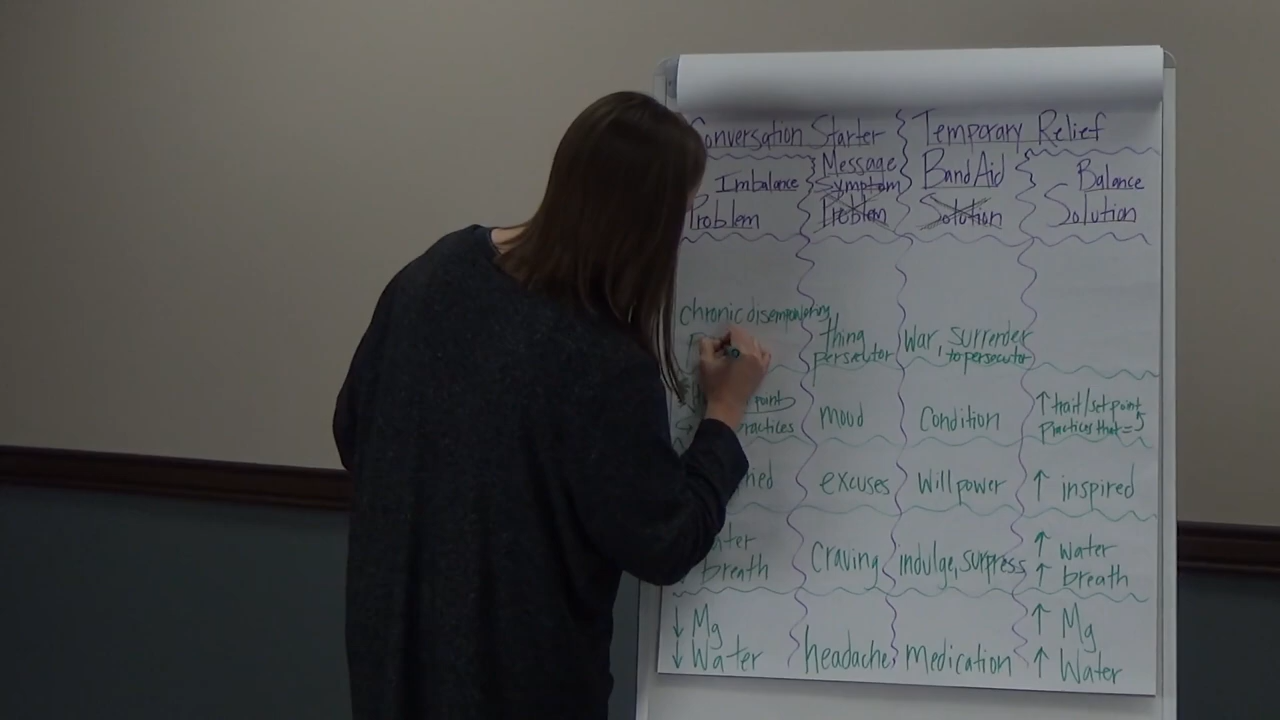 Conversation Starter Temporary Relief
Imbalance Message Band Aid Balance
Symptom
Problem Problem Solution Solution
chronic disempowering
thing War, surrender
persecutor to persecutor
point mood Condition ↑ trait/set point
practices Practices that =
excuses Willpower ↑ inspired
craving indulge, suppress ↑ water
breath ↑ breath
↓ Mg ↑ Mg
↓ Water headache medication ↑ Water